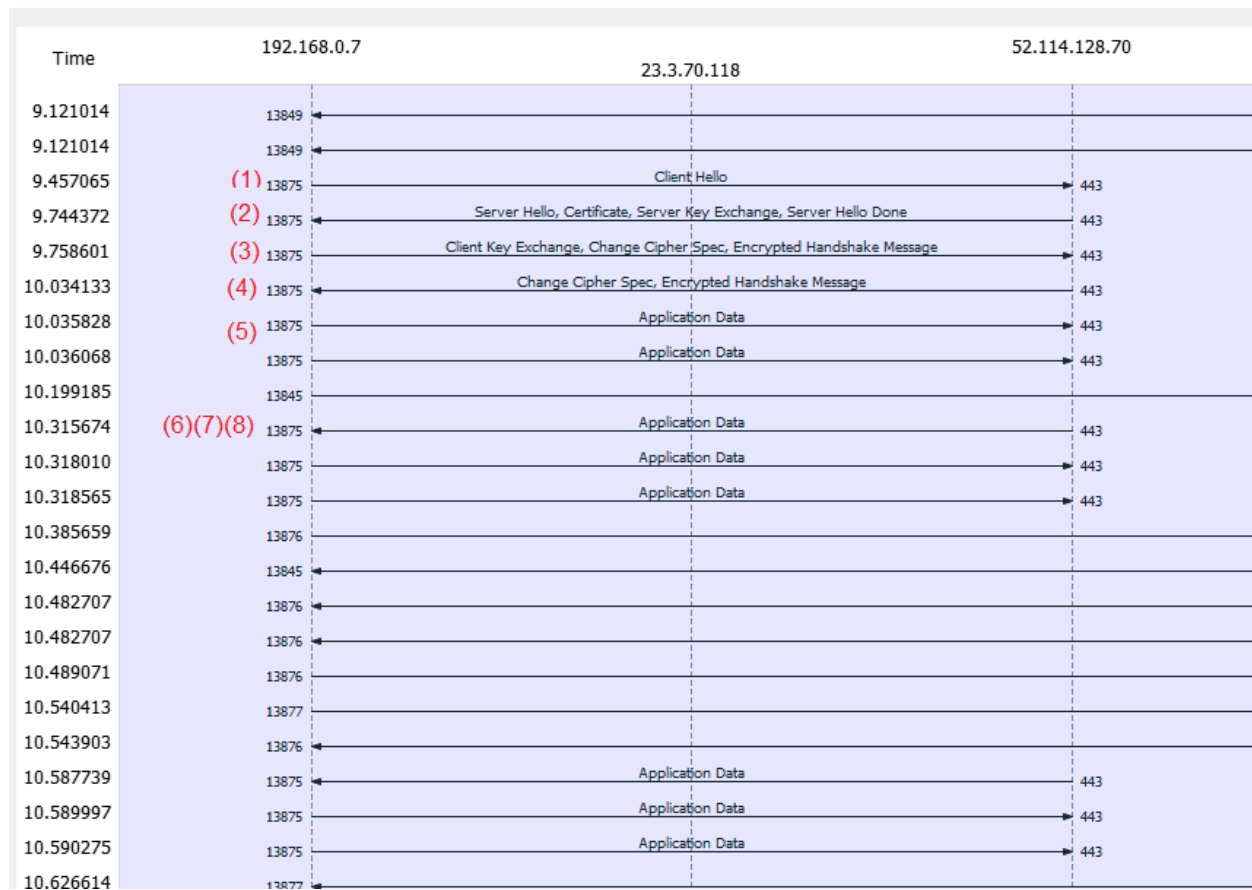 192.168.0.7 52.114.128.70
Time
23.3.70.118
9.121014 13849
9.121014 13849
9.457065 (1) 13875 Client Hello 443
9.744372 (2) 13875 Server Hello, Certificate, Server Key Exchange, Server Hello Done 443
9.758601 (3) 13875 Client Key Exchange, Change Cipher Spec, Encrypted Handshake Message 443
10.034133 (4) 13875 Change Cipher Spec, Encrypted Handshake Message 443
10.035828 (5) 13875 Application Data 443
10.036068 13875 Application Data 443
10.199185 13845
10.315674 (6)(7)(8) 13875 Application Data 443
10.318010 13875 Application Data 443
10.318565 13875 Application Data 443
10.385659 13876
10.446676 13845
10.482707 13876
10.482707 13876
10.489071 13876
10.540413 13877
10.543903 13876
10.587739 13875 Application Data 443
10.589997 13875 Application Data 443
10.590275 13875 Application Data 443
10.626614 13877